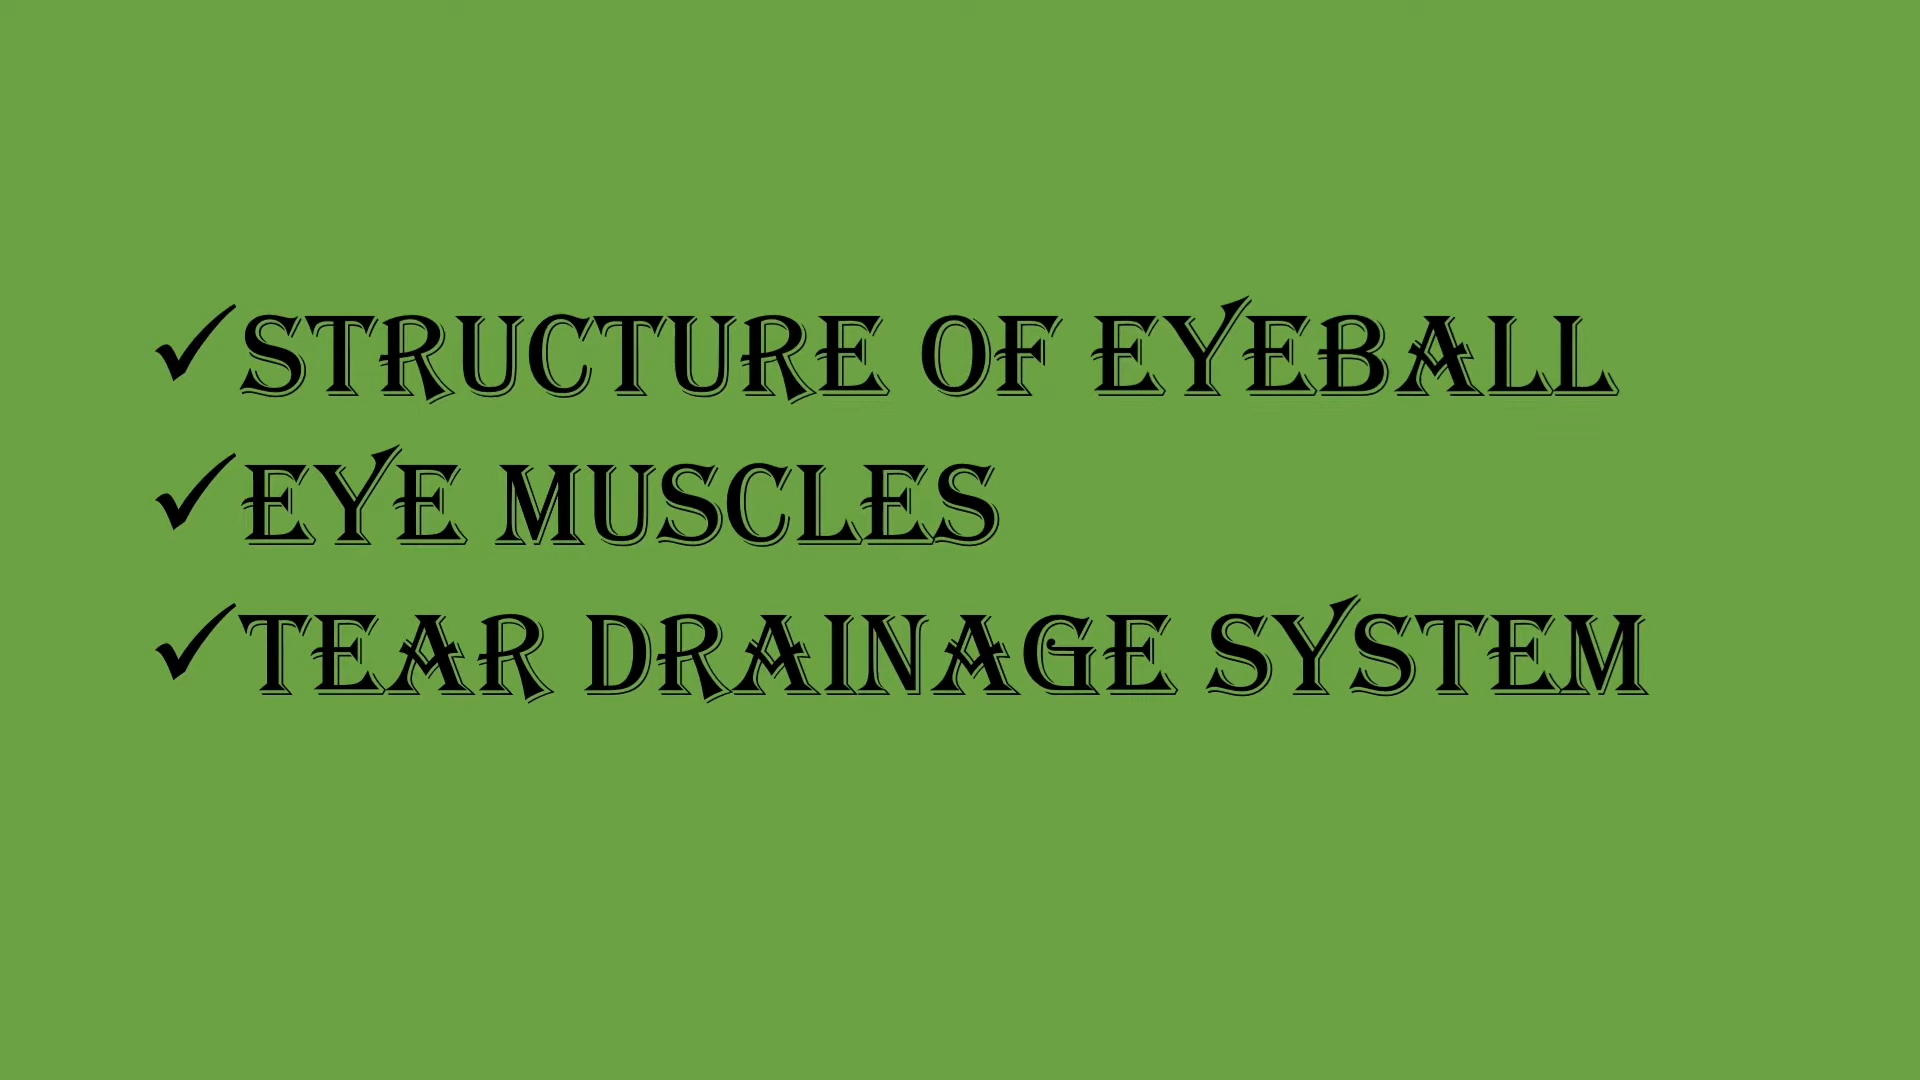 ✓STRUCTURE OF EYEBALL
✓EYE MUSCLES
✓TEAR DRAINAGE SYSTEM